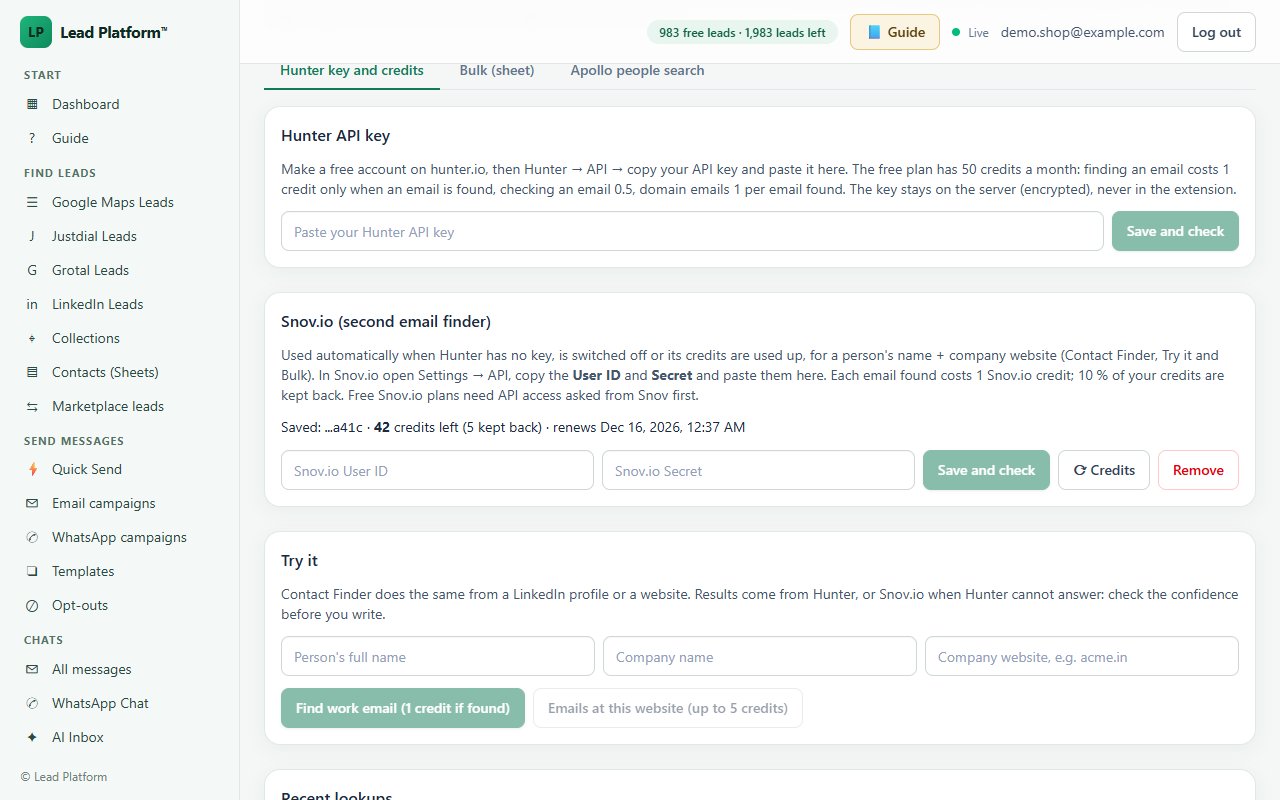 LP Lead Platform™
983 free leads · 1,983 leads left
Guide
Live
demo.shop@example.com
Log out
START
Dashboard
? Guide
FIND LEADS
Google Maps Leads
J Justdial Leads
G Grotal Leads
in LinkedIn Leads
Collections
Contacts (Sheets)
Marketplace leads
SEND MESSAGES
Quick Send
Email campaigns
WhatsApp campaigns
Templates
Opt-outs
CHATS
All messages
WhatsApp Chat
AI Inbox
© Lead Platform
Hunter key and credits
Bulk (sheet)
Apollo people search
Hunter API key
Make a free account on hunter.io, then Hunter → API → copy your API key and paste it here. The free plan has 50 credits a month: finding an email costs 1
credit only when an email is found, checking an email 0.5, domain emails 1 per email found. The key stays on the server (encrypted), never in the extension.
Paste your Hunter API key
Save and check
Snov.io (second email finder)
Used automatically when Hunter has no key, is switched off or its credits are used up, for a person's name + company website (Contact Finder, Try it and
Bulk). In Snov.io open Settings → API, copy the User ID and Secret and paste them here. Each email found costs 1 Snov.io credit; 10 % of your credits are
kept back. Free Snov.io plans need API access asked from Snov first.
Saved: …a41c · 42 credits left (5 kept back) · renews Dec 16, 2026, 12:37 AM
Snov.io User ID
Snov.io Secret
Save and check
⟳ Credits
Remove
Try it
Contact Finder does the same from a LinkedIn profile or a website. Results come from Hunter, or Snov.io when Hunter cannot answer: check the confidence
before you write.
Person's full name
Company name
Company website, e.g. acme.in
Find work email (1 credit if found)
Emails at this website (up to 5 credits)
Recent lookups